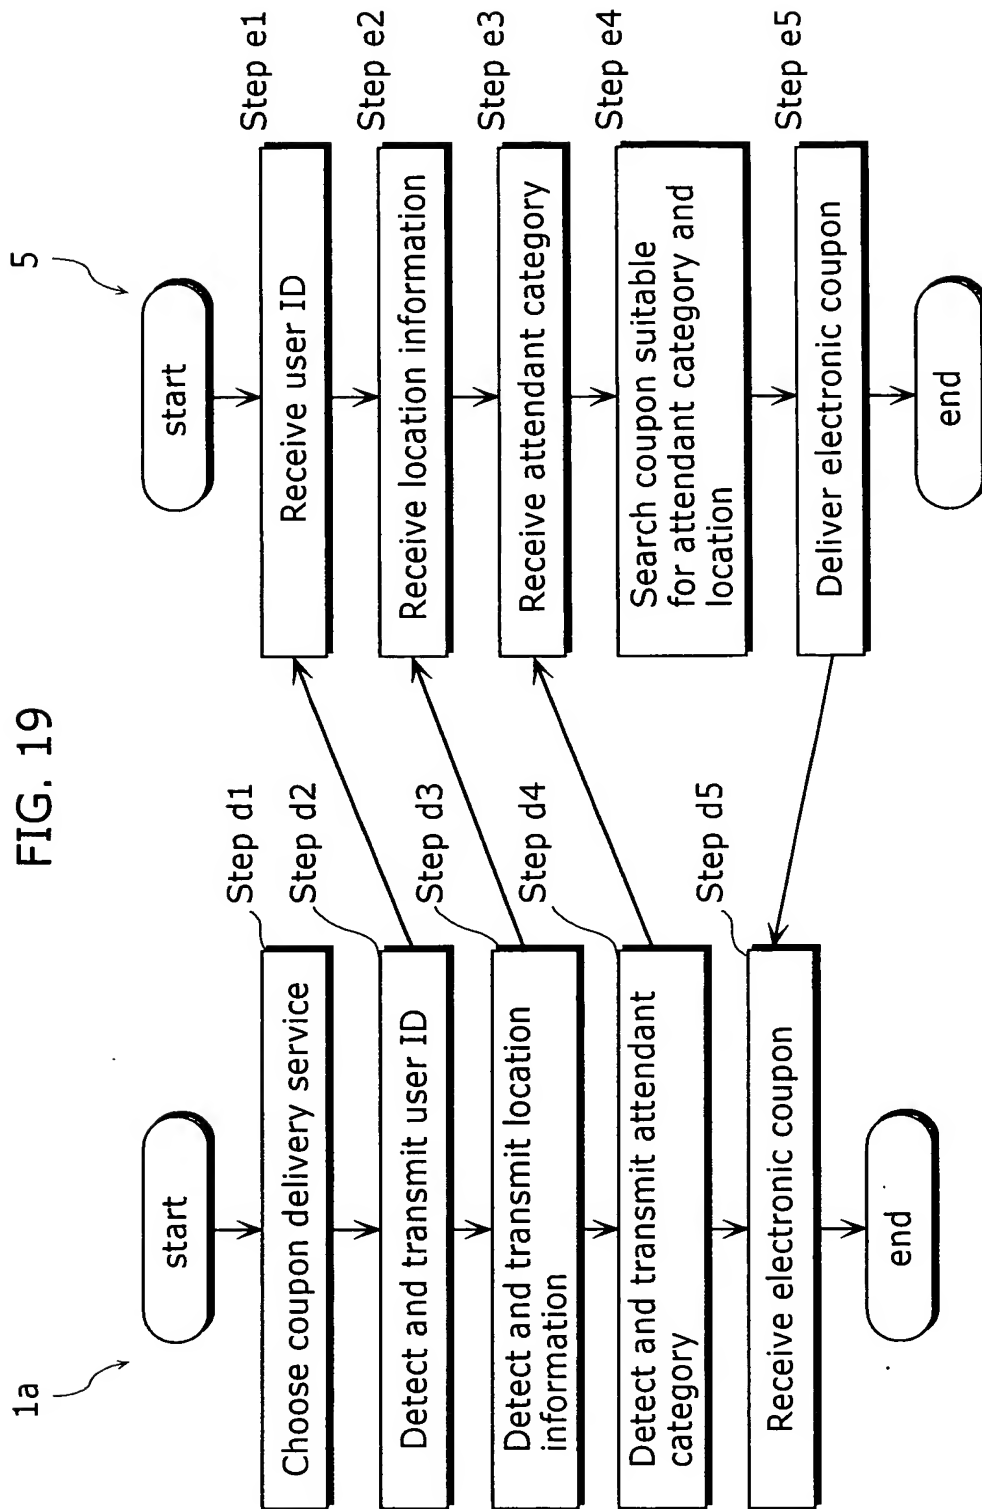 FIG. 19
1a
start
Choose coupon delivery service
Step d1
Detect and transmit user ID
Step d2
Detect and transmit location
information
Step d3
Detect and transmit attendant
category
Step d4
Receive electronic coupon
Step d5
end
5
start
Receive user ID
Step e1
Receive location information
Step e2
Receive attendant category
Step e3
Search coupon suitable
for attendant category and
location
Step e4
Deliver electronic coupon
Step e5
end